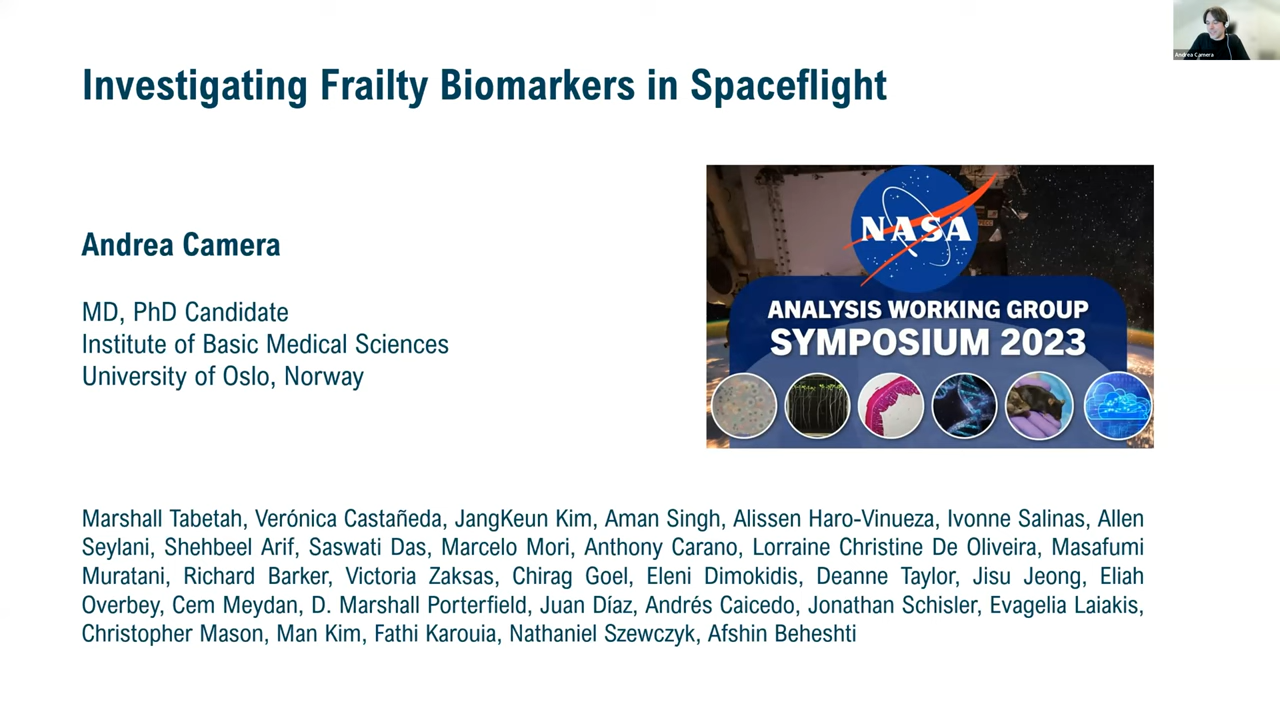 Andrea Camera
Investigating Frailty Biomarkers in Spaceflight
NASA
ANALYSIS WORKING GROUP
SYMPOSIUM 2023
Andrea Camera
MD, PhD Candidate
Institute of Basic Medical Sciences
University of Oslo, Norway
Marshall Tabetah, Verónica Castañeda, JangKeun Kim, Aman Singh, Alissen Haro-Vinueza, Ivonne Salinas, Allen
Seylani, Shehbeel Arif, Saswati Das, Marcelo Mori, Anthony Carano, Lorraine Christine De Oliveira, Masafumi
Muratani, Richard Barker, Victoria Zaksas, Chirag Goel, Eleni Dimokidis, Deanne Taylor, Jisu Jeong, Eliah
Overbey, Cem Meydan, D. Marshall Porterfield, Juan Díaz, Andrés Caicedo, Jonathan Schisler, Evagelia Laiakis,
Christopher Mason, Man Kim, Fathi Karouia, Nathaniel Szewczyk, Afshin Beheshti